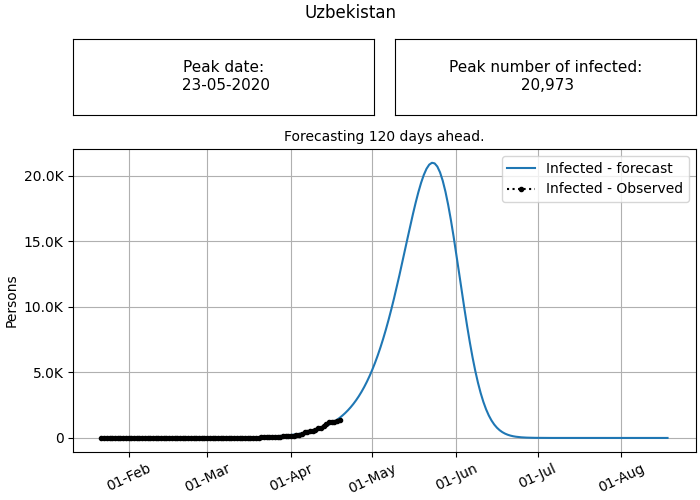 Uzbekistan
Peak date:
23-05-2020
Peak number of infected:
20,973
Forecasting 120 days ahead.
Infected - forecast
Infected - Observed
Persons
20.0K
15.0K
10.0K
5.0K
0
01-Feb
01-Mar
01-Apr
01-May
01-Jun
01-Jul
01-Aug